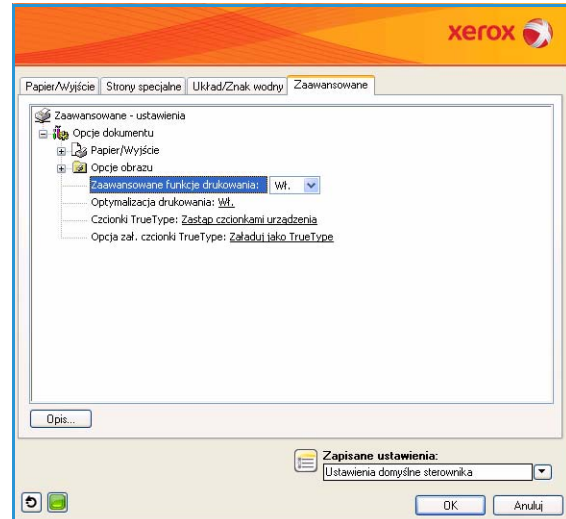 xerox
Papier/Wyjście Strony specjalne Układ/Znak wodny Zaawansowane
Zaawansowane - ustawienia
Opcje dokumentu
Papier/Wyjście
Opcje obrazu
Zaawansowane funkcje drukowania: Wł.
Optymalizacja drukowania: Wł.
Czcionki TrueType: Zastąp czcionkami urządzenia
Opcja zał. czcionki TrueType: Załaduj jako TrueType
Opis...
Zapisane ustawienia:
Ustawienia domyślne sterownika
OK Anuluj